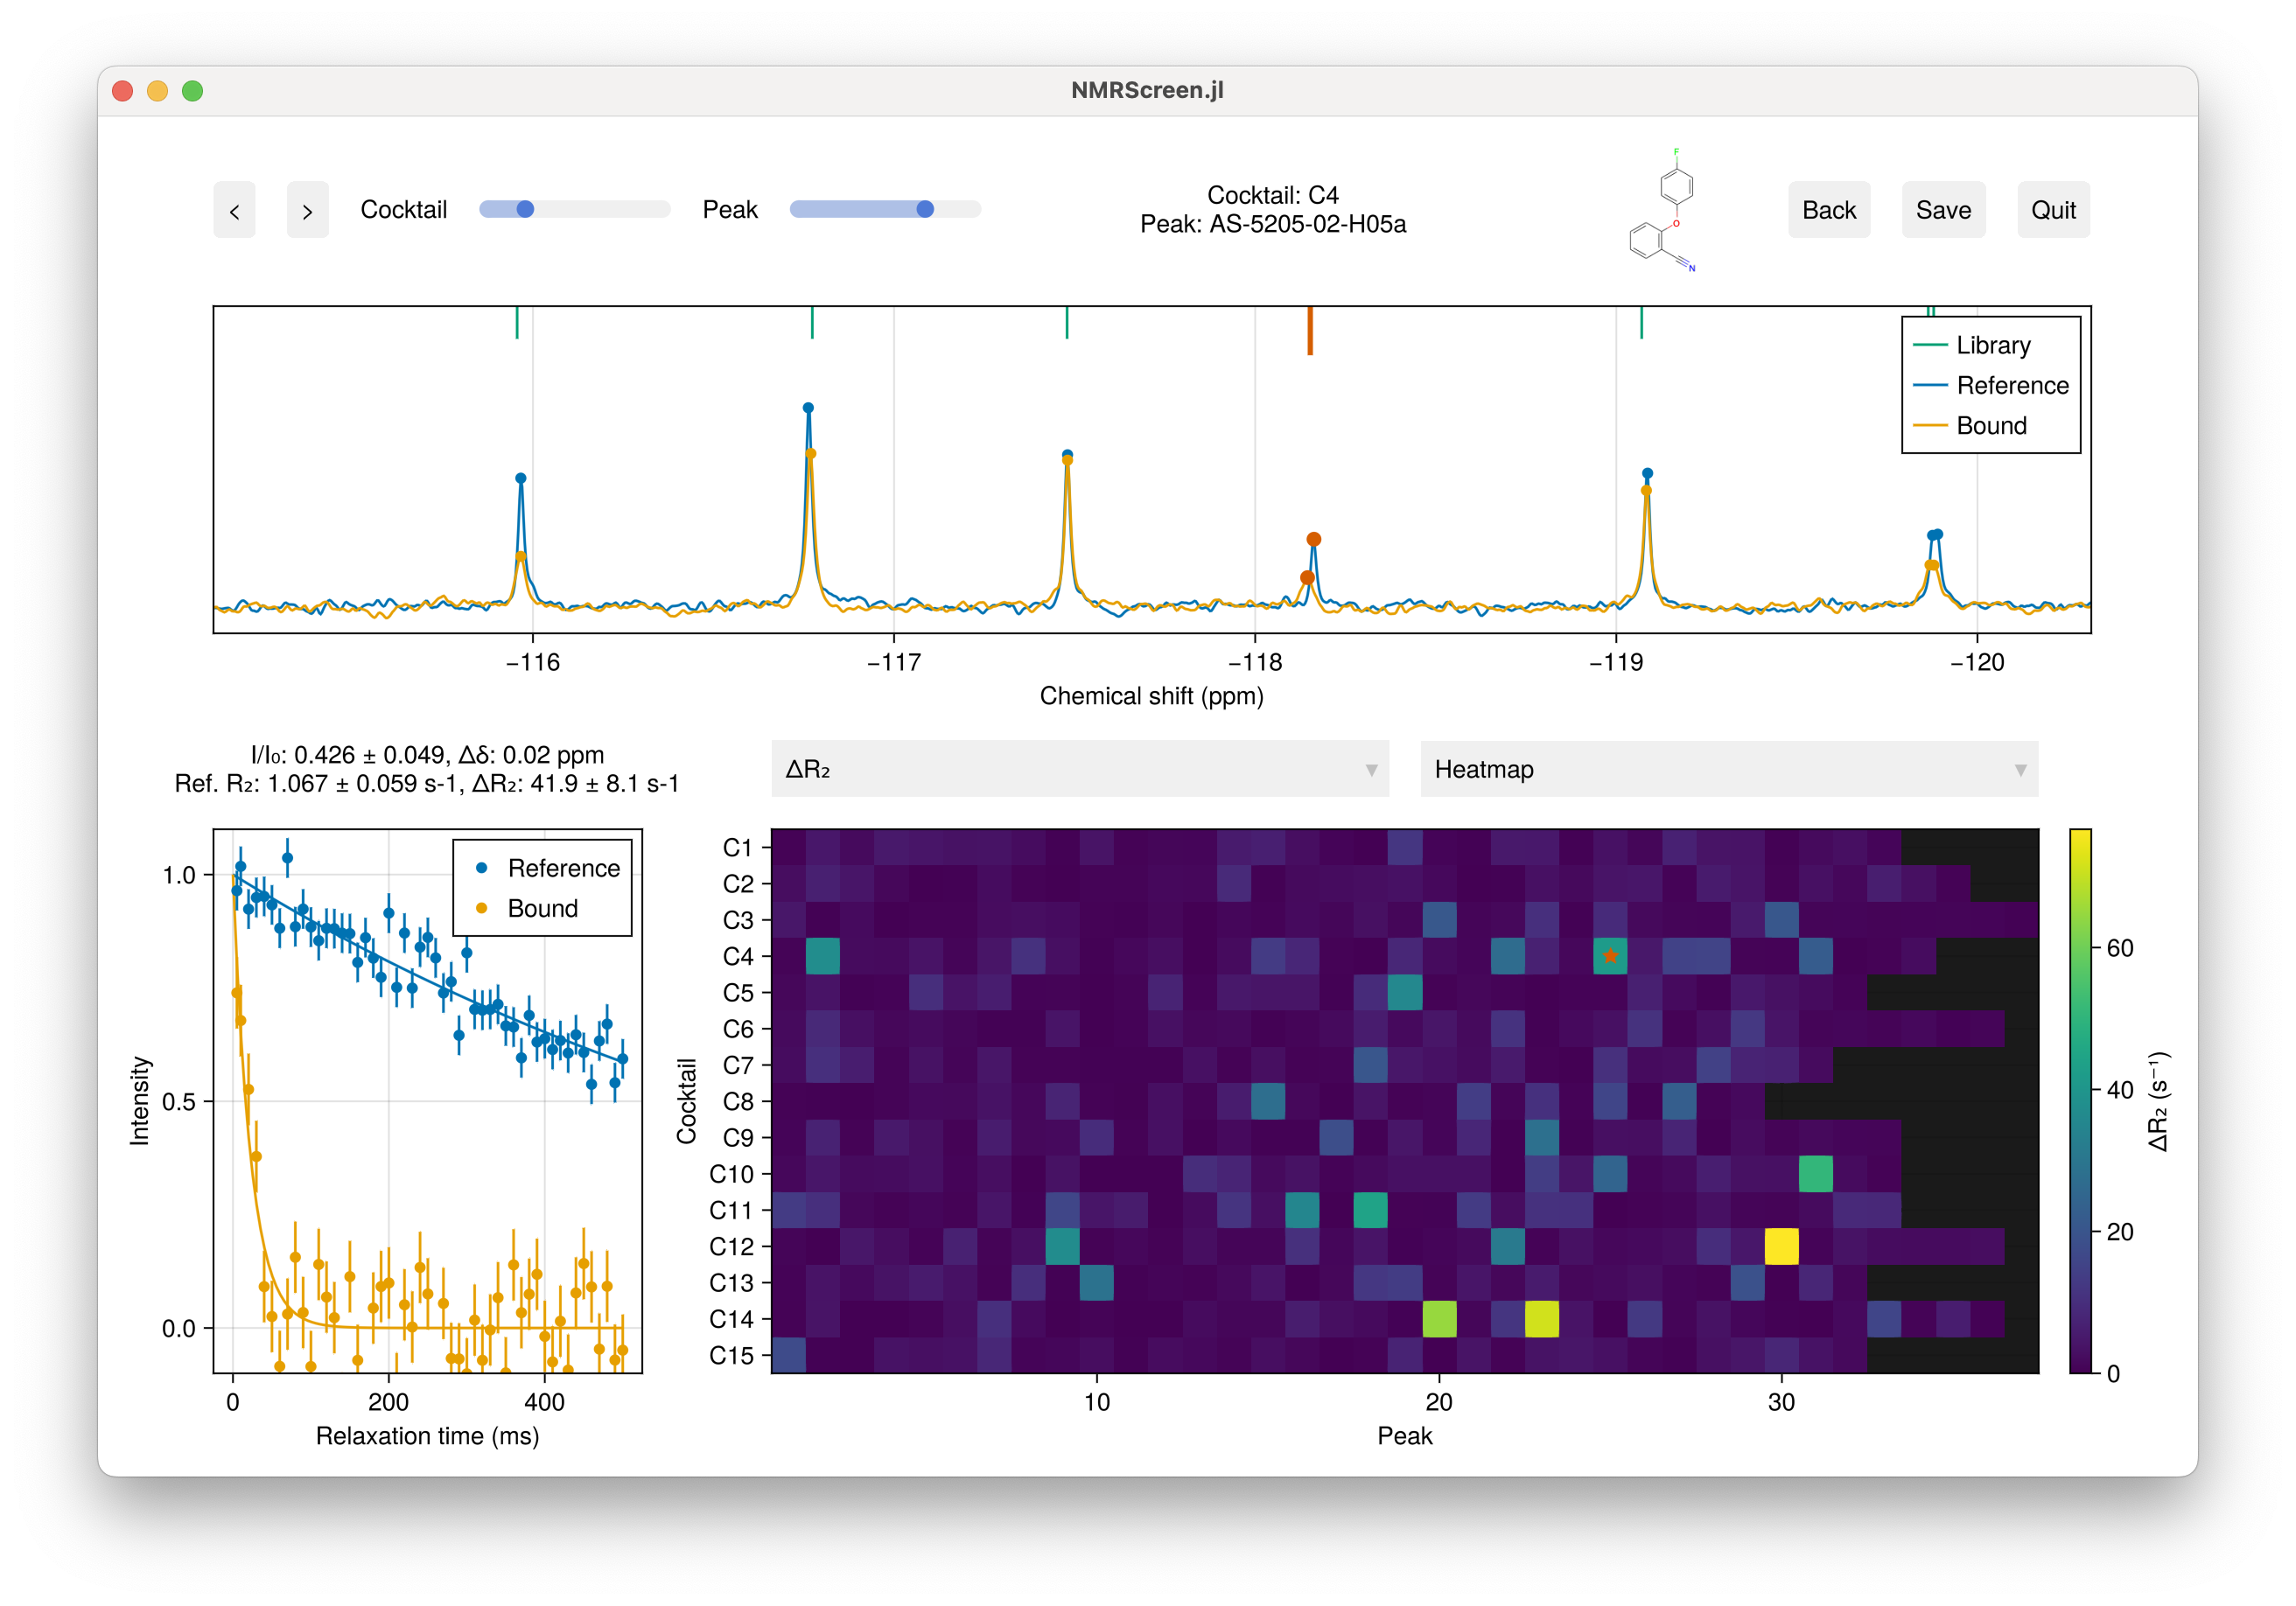 NMRScreen.jl
<
>
Cocktail
Peak
Cocktail: C4
Peak: AS-5205-02-H05a
F
O
N
Back
Save
Quit
Library
Reference
Bound
−116
−117
−118
−119
−120
Chemical shift (ppm)
I/I₀: 0.426 ± 0.049, Δδ: 0.02 ppm
Ref. R₂: 1.067 ± 0.059 s-1, ΔR₂: 41.9 ± 8.1 s-1
ΔR₂
Heatmap
Reference
Bound
1.0
0.5
0.0
Intensity
0
200
400
Relaxation time (ms)
C1
C2
C3
C4
C5
C6
C7
C8
C9
C10
C11
C12
C13
C14
C15
Cocktail
10
20
30
Peak
60
40
20
0
ΔR₂ (s⁻¹)